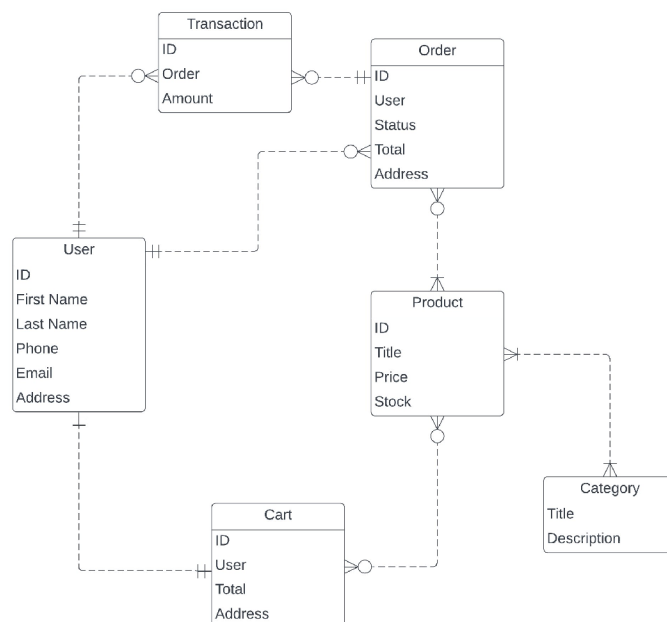 Transaction
ID
Order
Amount
Order
ID
User
Status
Total
Address
User
ID
First Name
Last Name
Phone
Email
Address
Product
ID
Title
Price
Stock
Category
Title
Description
Cart
ID
User
Total
Address